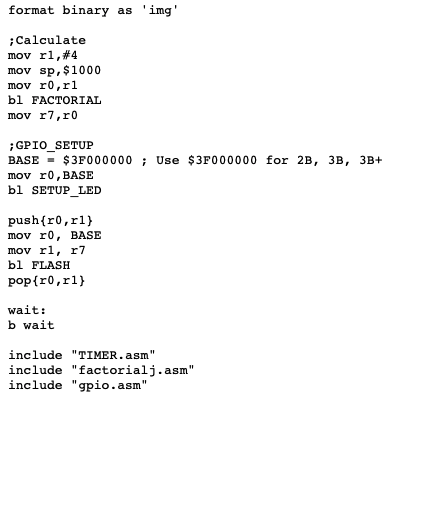 format binary as 'img'
;Calculate
mov r1,#4
mov sp,$1000
mov r0,r1
bl FACTORIAL
mov r7,r0
;GPIO_SETUP
BASE = $3F000000 ; Use $3F000000 for 2B, 3B, 3B+
mov r0,BASE
bl SETUP_LED
push{r0,r1}
mov r0, BASE
mov r1, r7
bl FLASH
pop{r0,r1}
wait:
b wait
include "TIMER.asm"
include "factorialj.asm"
include "gpio.asm"